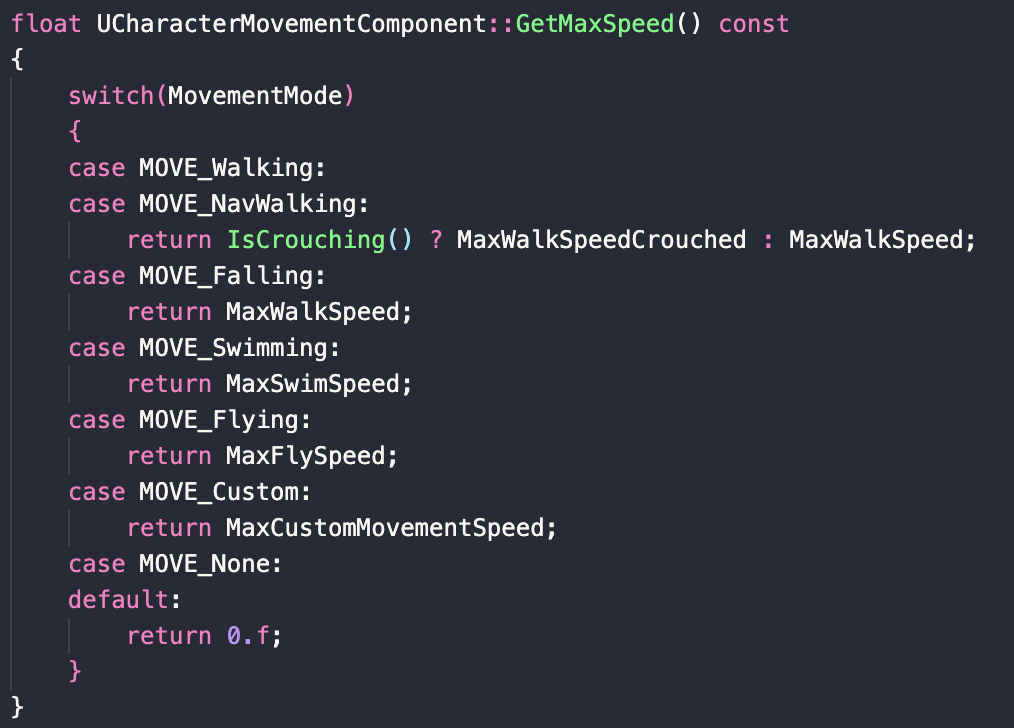 float UCharacterMovementComponent::GetMaxSpeed() const
{
    switch(MovementMode)
    {
    case MOVE_Walking:
    case MOVE_NavWalking:
        return IsCrouching() ? MaxWalkSpeedCrouched : MaxWalkSpeed;
    case MOVE_Falling:
        return MaxWalkSpeed;
    case MOVE_Swimming:
        return MaxSwimSpeed;
    case MOVE_Flying:
        return MaxFlySpeed;
    case MOVE_Custom:
        return MaxCustomMovementSpeed;
    case MOVE_None:
    default:
        return 0.f;
    }
}